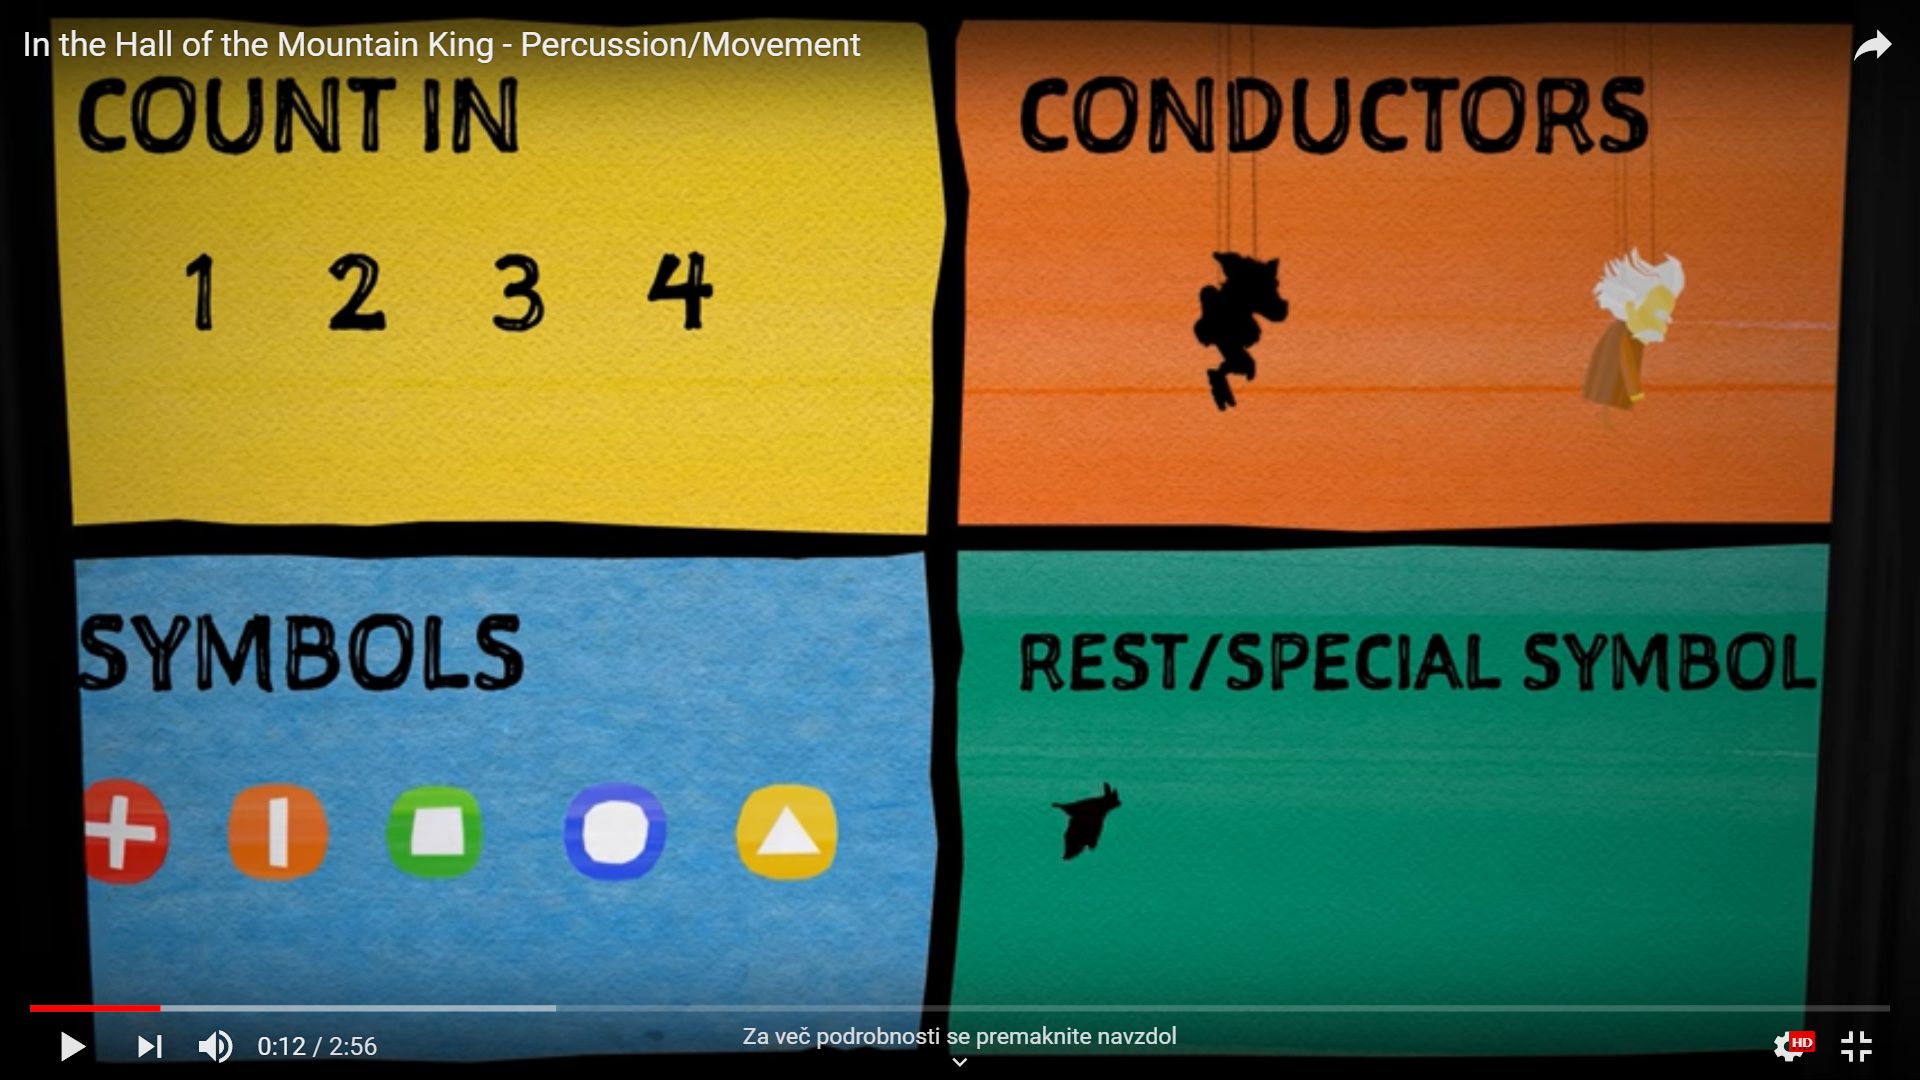 In the Hall of the Mountain King - Percussion/Movement
COUNT IN
1 2 3 4
CONDUCTORS
SYMBOLS
REST/SPECIAL SYMBOL
0:12 / 2:56
Za več podrobnosti se premaknite navzdol
HD